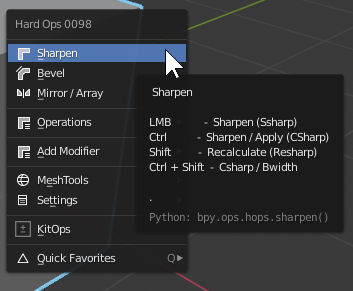 Hard Ops 0098
Sharpen
Bevel
Mirror / Array
Operations
Add Modifier
MeshTools
Settings
KitOps
Quick Favorites Q
Sharpen
LMB - Sharpen (Ssharp)
Ctrl - Sharpen / Apply (CSharp)
Shift - Recalculate (Resharp)
Ctrl + Shift - Csharp / Bwidth
.
Python: bpy.ops.hops.sharpen()